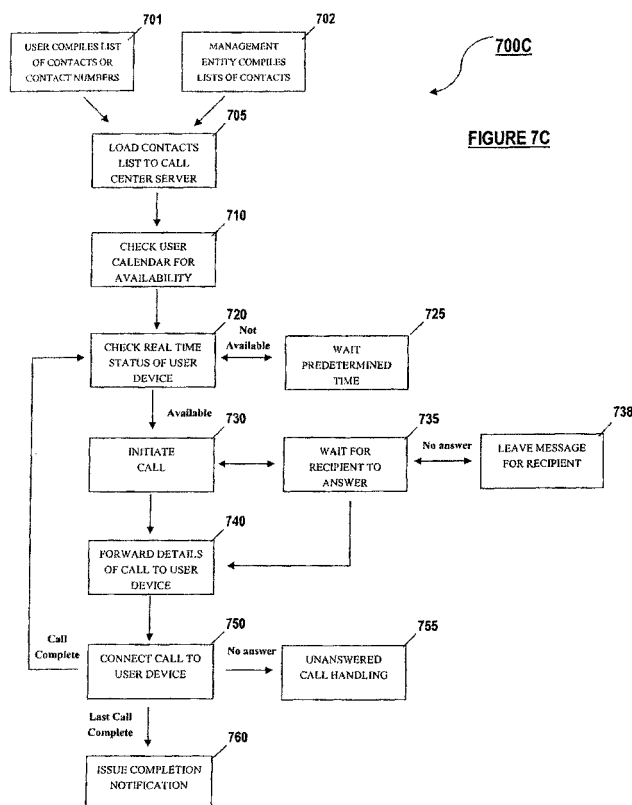 701
702
700C
USER COMPILES LIST
OF CONTACTS OR
CONTACT NUMBERS
MANAGEMENT
ENTITY COMPILES
LISTS OF CONTACTS
FIGURE 7C
705
LOAD CONTACTS
LIST TO CALL
CENTER SERVER
710
CHECK USER
CALENDAR FOR
AVAILABILITY
720
725
CHECK REAL TIME
STATUS OF USER
DEVICE
Not
Available
WAIT
PREDETERMINED
TIME
Available
730
735
738
INITIATE
CALL
WAIT FOR
RECIPIENT TO
ANSWER
No answer
LEAVE MESSAGE
FOR RECIPIENT
740
FORWARD DETAILS
OF CALL TO USER
DEVICE
750
755
Call
Complete
CONNECT CALL TO
USER DEVICE
No answer
UNANSWERED
CALL HANDLING
Last Call
Complete
760
ISSUE COMPLETION
NOTIFICATION